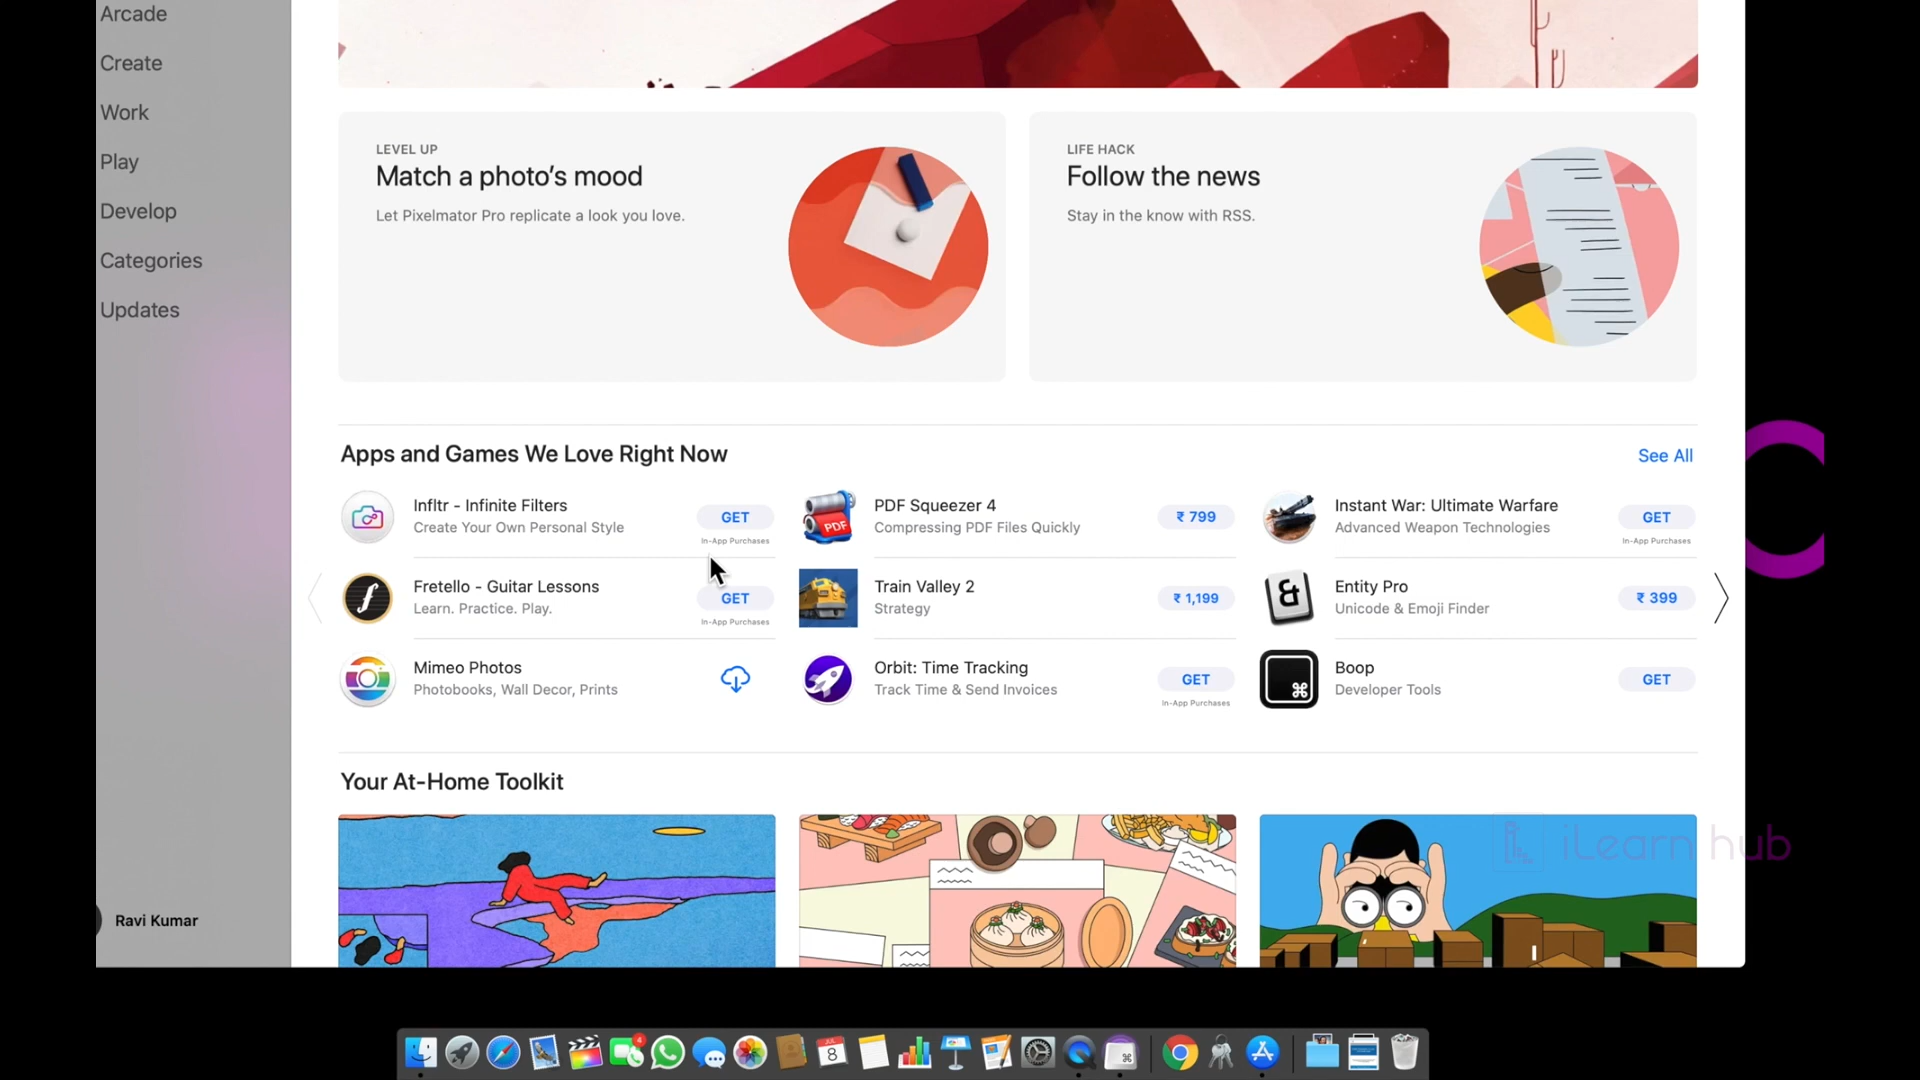 Arcade
Create
Work
Play
Develop
Categories
Updates
Ravi Kumar
LEVEL UP
Match a photo's mood
Let Pixelmator Pro replicate a look you love.
LIFE HACK
Follow the news
Stay in the know with RSS.
Apps and Games We Love Right Now
See All
Infltr - Infinite Filters
Create Your Own Personal Style
GET
In-App Purchases
PDF Squeezer 4
Compressing PDF Files Quickly
₹ 799
PDF
Instant War: Ultimate Warfare
Advanced Weapon Technologies
GET
In-App Purchases
Fretello - Guitar Lessons
Learn. Practice. Play.
GET
In-App Purchases
Train Valley 2
Strategy
₹ 1,199
&
Entity Pro
Unicode & Emoji Finder
₹ 399
Mimeo Photos
Photobooks, Wall Decor, Prints
Orbit: Time Tracking
Track Time & Send Invoices
GET
In-App Purchases
Boop
Developer Tools
GET
Your At-Home Toolkit
iLearn hub
4
JUL
8